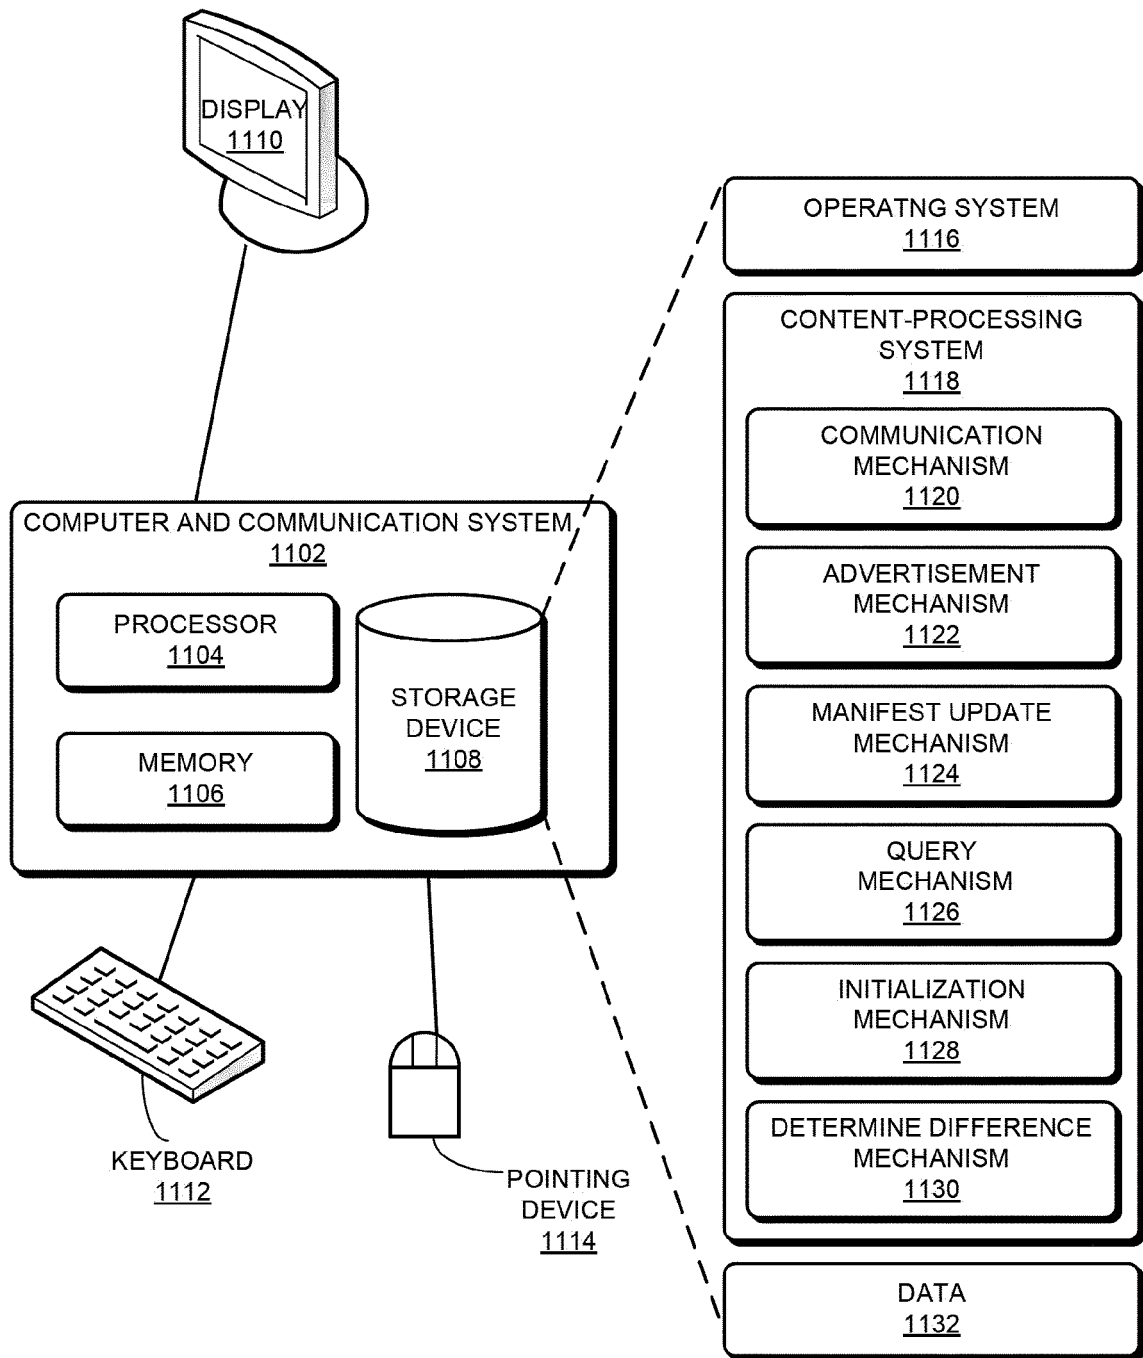 DISPLAY
1110
COMPUTER AND COMMUNICATION SYSTEM
1102
PROCESSOR
1104
MEMORY
1106
STORAGE
DEVICE
1108
KEYBOARD
1112
POINTING
DEVICE
1114
OPERATNG SYSTEM
1116
CONTENT-PROCESSING
SYSTEM
1118
COMMUNICATION
MECHANISM
1120
ADVERTISEMENT
MECHANISM
1122
MANIFEST UPDATE
MECHANISM
1124
QUERY
MECHANISM
1126
INITIALIZATION
MECHANISM
1128
DETERMINE DIFFERENCE
MECHANISM
1130
DATA
1132